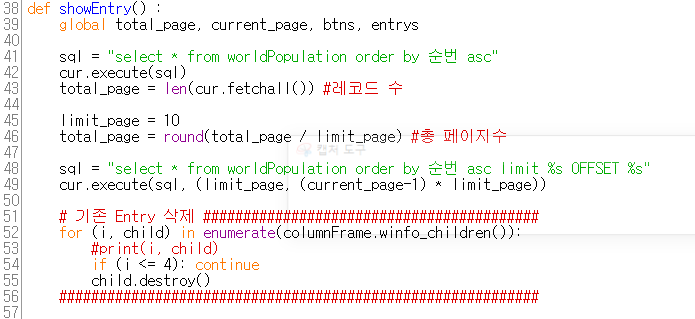 38 def showEntry() :
39     global total_page, current_page, btns, entrys
40
41     sql = "select * from worldPopulation order by 순번 asc"
42     cur.execute(sql)
43     total_page = len(cur.fetchall()) #레코드 수
44
45     limit_page = 10
46     total_page = round(total_page / limit_page) #총 페이지수
47
48     sql = "select * from worldPopulation order by 순번 asc limit %s OFFSET %s"
49     cur.execute(sql, (limit_page, (current_page-1) * limit_page))
50
51     # 기존 Entry 삭제 ##########################################
52     for (i, child) in enumerate(columnFrame.winfo_children()):
53         #print(i, child)
54         if (i <= 4): continue
55         child.destroy()
56     ############################################################
캡처 도구